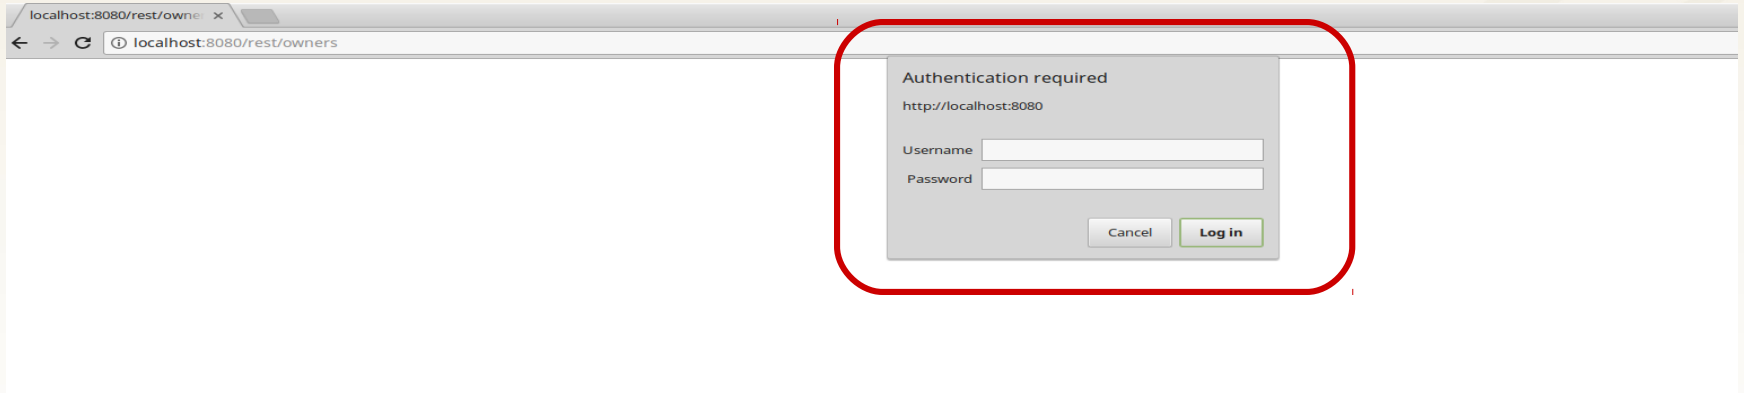 localhost:8080/rest/owne
localhost:8080/rest/owners
Authentication required
http://localhost:8080
Username
Password
Cancel Log in